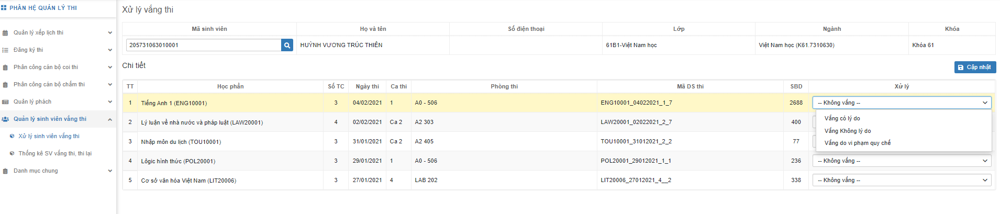 PHÂN HỆ QUẢN LÝ THI
Quản lý xếp lịch thi
Đăng ký thi
Phân công cán bộ coi thi
Phân công cán bộ chấm thi
Quản lý phách
Quản lý sinh viên vắng thi
Xử lý sinh viên vắng thi
Thống kê SV vắng thi, thi lại
Danh mục chung
Xử lý vắng thi
Mã sinh viên Họ và tên Số điện thoại Lớp Ngành Khóa
205731063010001 HUỲNH VƯƠNG TRÚC THIÊN 61B1-Việt Nam học Việt Nam học (K61.7310630) Khóa 61
Chi tiết
Cập nhật
TT Học phần Số TC Ngày thi Ca thi Phòng thi Mã DS thi SBD Xử lý
1 Tiếng Anh 1 (ENG10001) 3 04/02/2021 1 A0 - 506 ENG10001_04022021_1_7 2688 -- Không vắng --
Vắng có lý do
Vắng Không lý do
Vắng do vi phạm quy chế
2 Lý luận về nhà nước và pháp luật (LAW20001) 4 02/02/2021 Ca 2 A2 303 LAW20001_02022021_2_7 400
3 Nhập môn du lịch (TOU10001) 3 31/01/2021 Ca 2 A2 405 TOU10001_31012021_2_2 77
4 Lôgic hình thức (POL20001) 3 29/01/2021 1 A0 - 506 POL20001_29012021_1_1 236 -- Không vắng --
5 Cơ sở văn hóa Việt Nam (LIT20006) 3 27/01/2021 4 LAB 202 LIT20006_27012021_4__2 338 -- Không vắng --